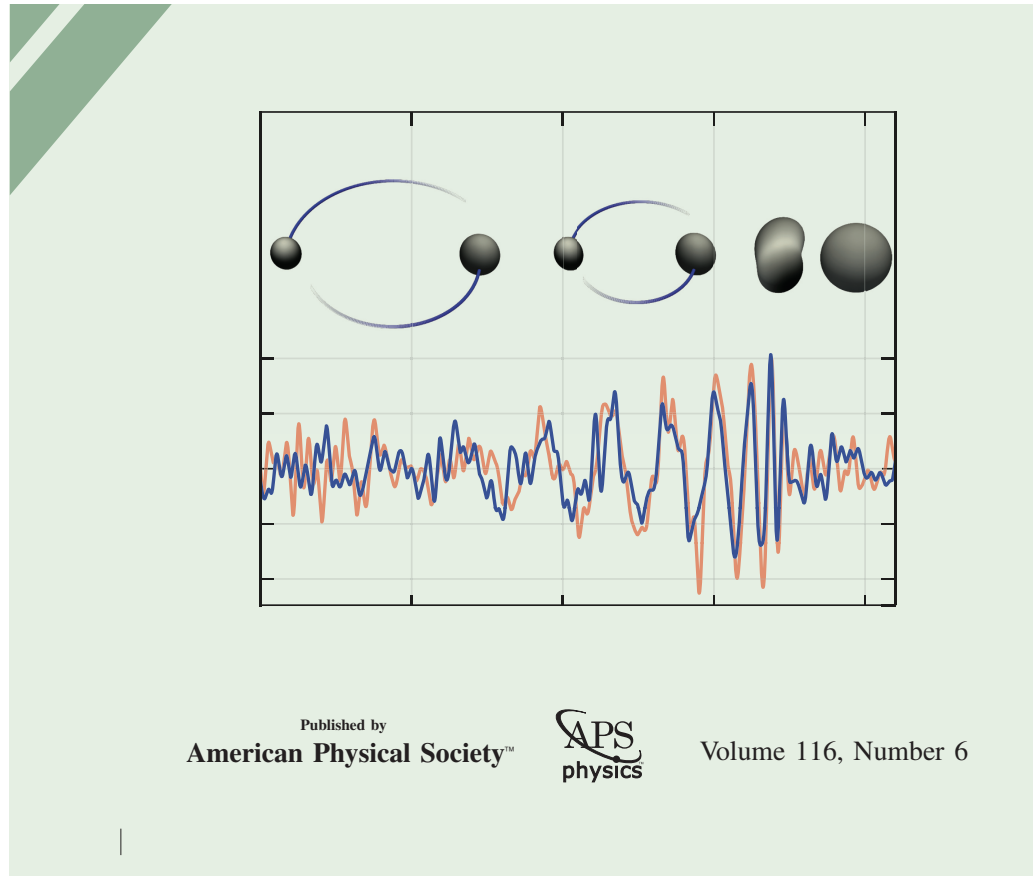 Published by
American Physical Society™
APS
physics
Volume 116, Number 6